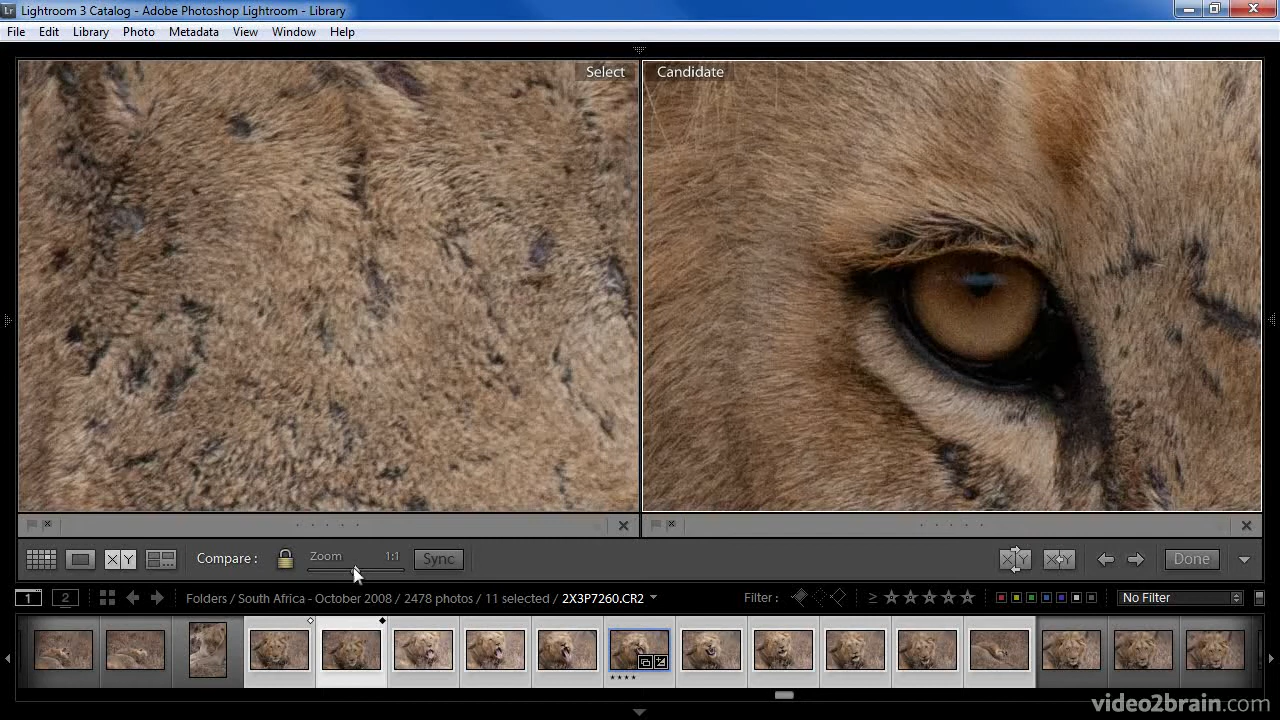 Lr Lightroom 3 Catalog - Adobe Photoshop Lightroom - Library
File Edit Library Photo Metadata View Window Help
Select
Candidate
XY Compare : Zoom 1:1 Sync X Y X Y Done
1 2 Folders / South Africa - October 2008 / 2478 photos / 11 selected / 2X3P7260.CR2 Filter : ≥ ★★★★★ No Filter
★★★★
video2brain.com